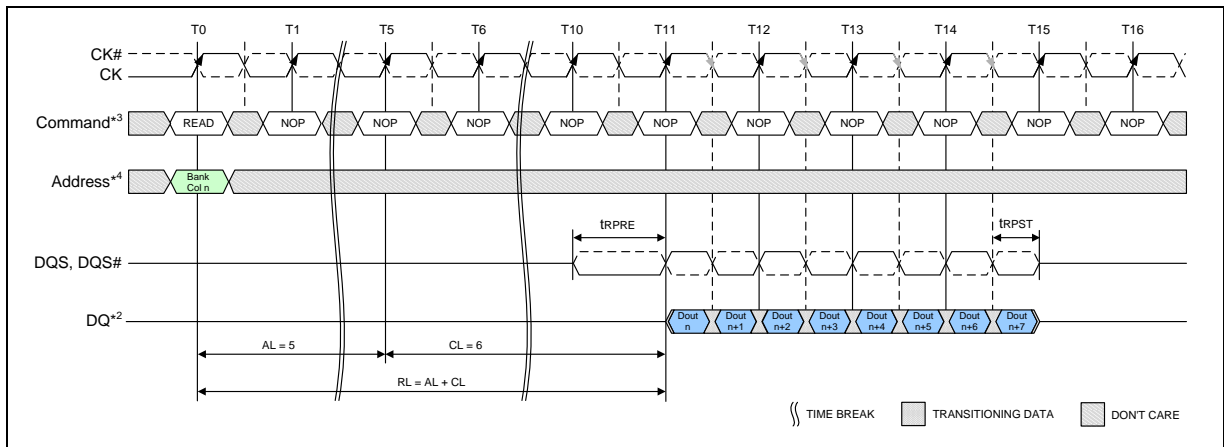 T0 T1 T5 T6 T10 T11 T12 T13 T14 T15 T16
CK#
CK
Command*3 READ NOP NOP NOP NOP NOP NOP NOP NOP NOP NOP
Address*4 Bank
Col n
tRPRE tRPST
DQS, DQS#
DQ*2 Dout Dout Dout Dout Dout Dout Dout Dout
n n+1 n+2 n+3 n+4 n+5 n+6 n+7
AL = 5 CL = 6
RL = AL + CL
TIME BREAK TRANSITIONING DATA DON'T CARE